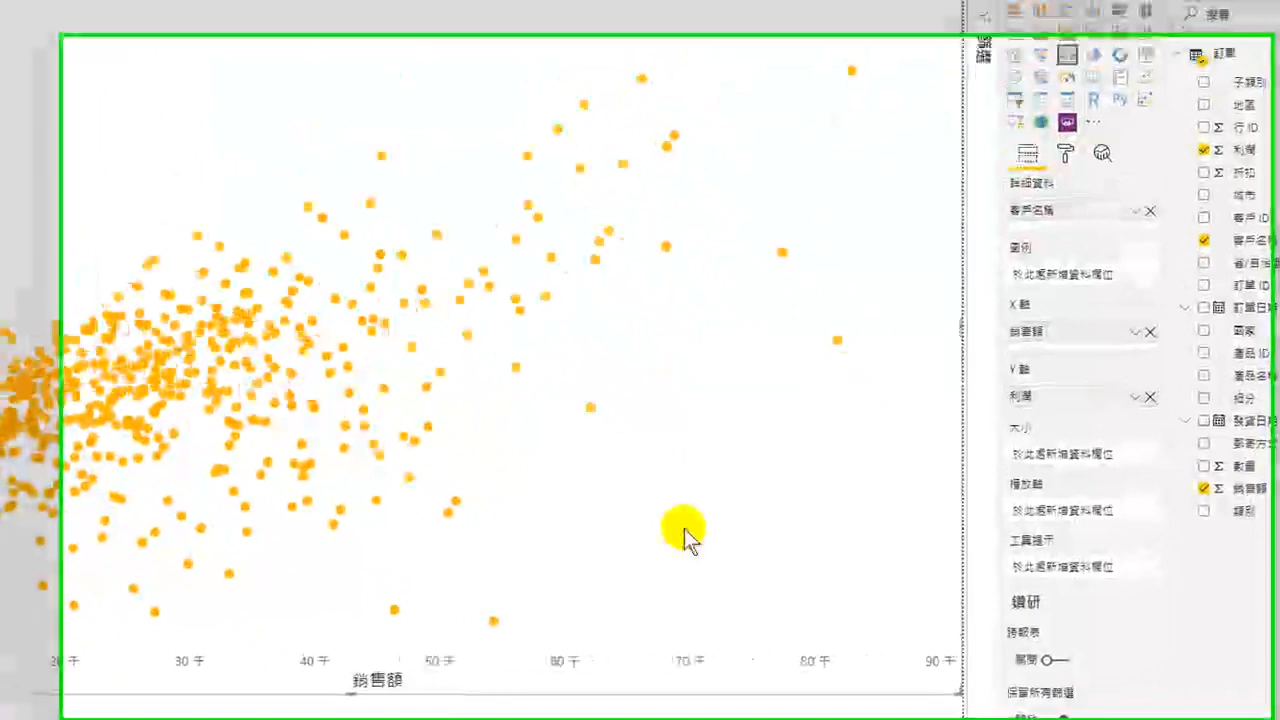 20 千
30 千
40 千
50 千
60 千
70 千
80 千
90 千
銷售額
R
Py
詳細資料
客戶名稱
圖例
於此處新增資料欄位
X 軸
銷售額
Y 軸
利潤
大小
於此處新增資料欄位
播放軸
於此處新增資料欄位
工具提示
於此處新增資料欄位
鑽研
跨報表
關閉
保留所有篩選
搜尋
訂單
子類別
地區
行 ID
利潤
折扣
城市
客戶 ID
客戶名
訂單 ID
訂單日期
國家
產品 ID
產品名
細分
發貨日期
郵寄方式
數量
銷售額
類別